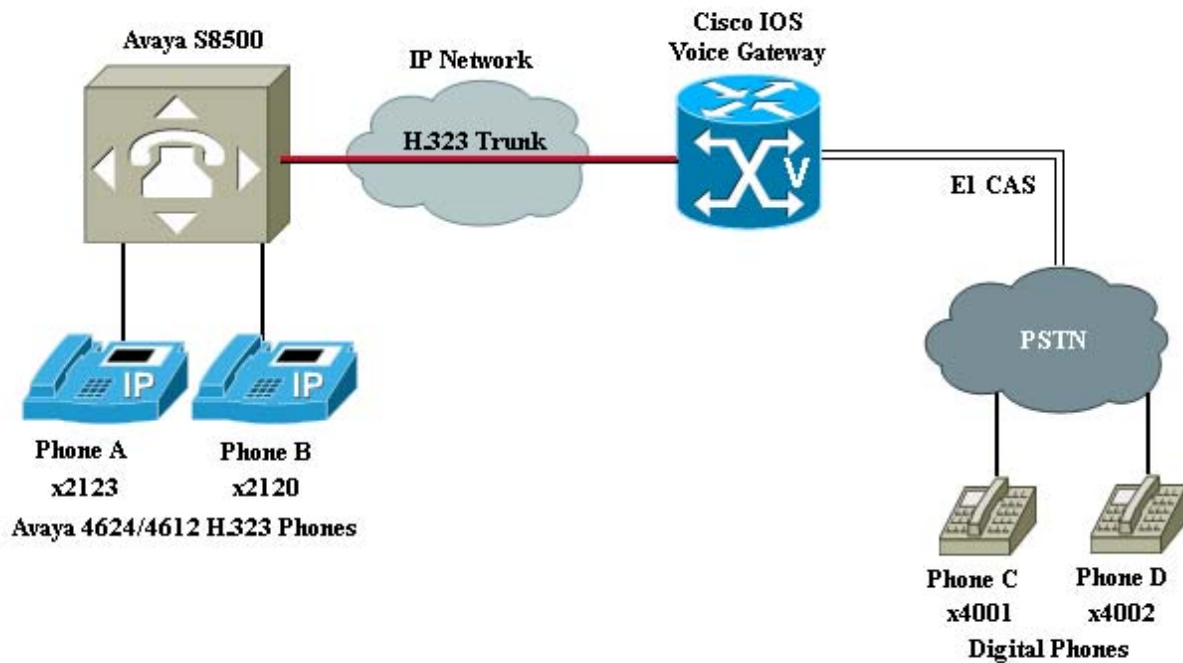 Avaya S8500
IP Network
H.323 Trunk
Cisco IOS
Voice Gateway
V
E1 CAS
PSTN
IP
IP
Phone A
x2123
Phone B
x2120
Avaya 4624/4612 H.323 Phones
Phone C
x4001
Phone D
x4002
Digital Phones